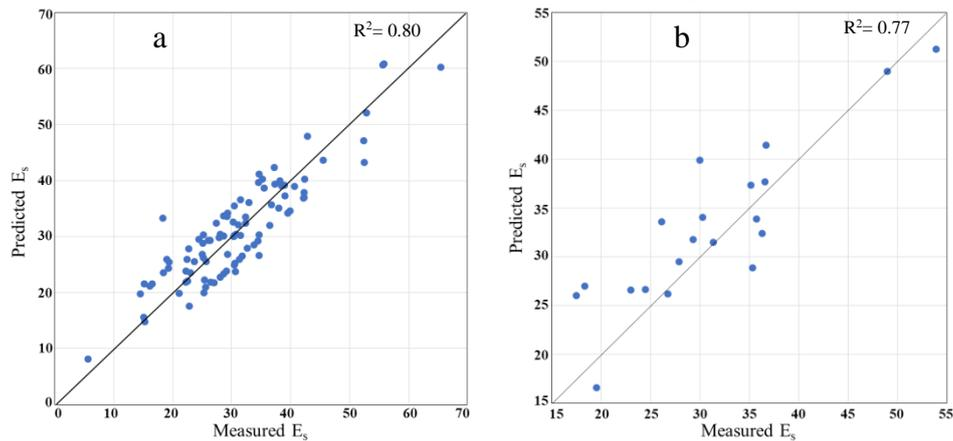 a
R²= 0.80
Predicted Eₛ
70
60
50
40
30
20
10
0
0 10 20 30 40 50 60 70
Measured Eₛ
b
R²= 0.77
Predicted Eₛ
55
50
45
40
35
30
25
20
15
15 20 25 30 35 40 45 50 55
Measured Eₛ